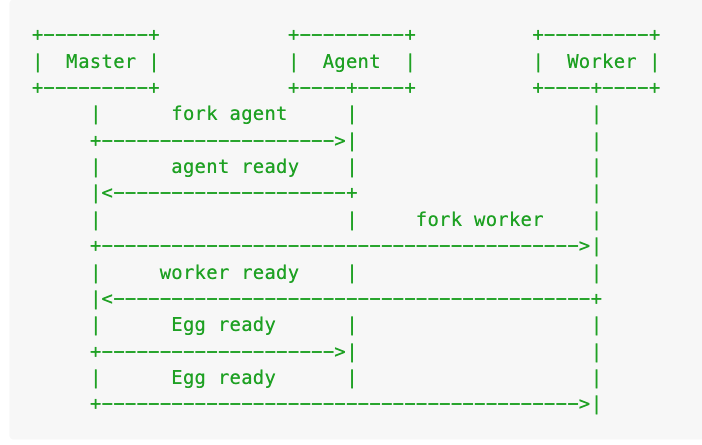 +---------+           +---------+          +---------+
|  Master |           |  Agent  |          |  Worker |
+---------+           +----+----+          +----+----+
     |      fork agent     |                    |
     +-------------------->|                    |
     |      agent ready    |                    |
     |<--------------------+                    |
     |                     |     fork worker    |
     +----------------------------------------->|
     |     worker ready    |                    |
     |<-----------------------------------------+
     |      Egg ready      |                    |
     +-------------------->|                    |
     |      Egg ready      |                    |
     +----------------------------------------->|